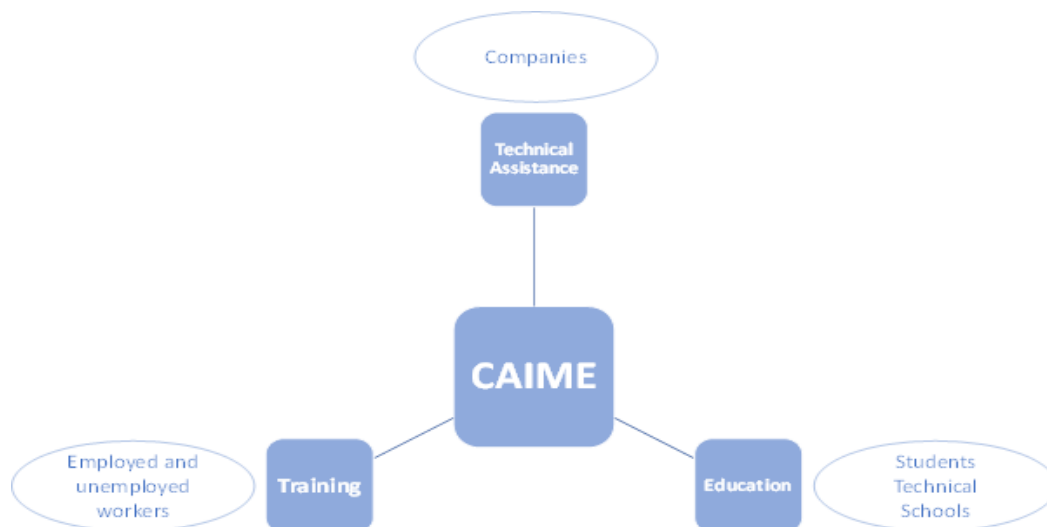 Companies
Technical
Assistance
CAIME
Employed and
unemployed
workers
Training
Education
Students
Technical
Schools